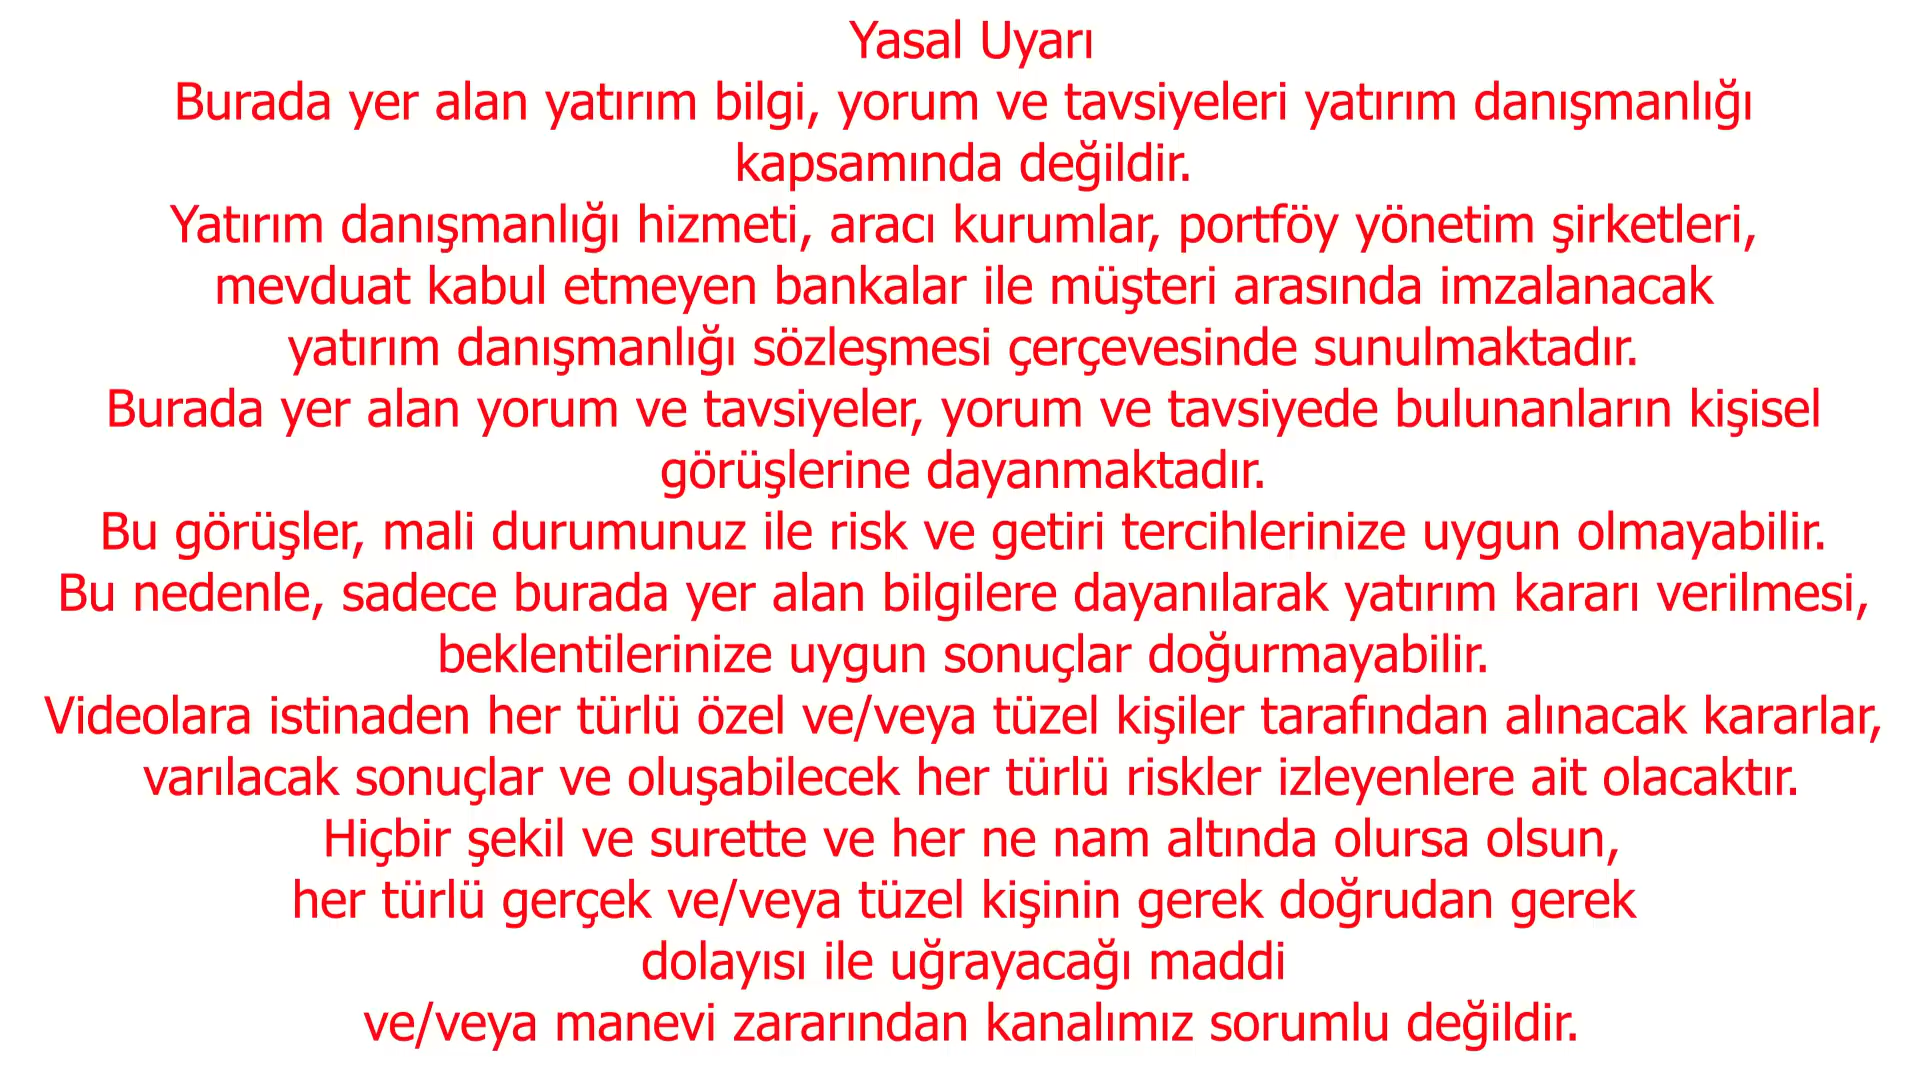 Yasal Uyarı
Burada yer alan yatırım bilgi, yorum ve tavsiyeleri yatırım danışmanlığı
kapsamında değildir.
Yatırım danışmanlığı hizmeti, aracı kurumlar, portföy yönetim şirketleri,
mevduat kabul etmeyen bankalar ile müşteri arasında imzalanacak
yatırım danışmanlığı sözleşmesi çerçevesinde sunulmaktadır.
Burada yer alan yorum ve tavsiyeler, yorum ve tavsiyede bulunanların kişisel
görüşlerine dayanmaktadır.
Bu görüşler, mali durumunuz ile risk ve getiri tercihlerinize uygun olmayabilir.
Bu nedenle, sadece burada yer alan bilgilere dayanılarak yatırım kararı verilmesi,
beklentilerinize uygun sonuçlar doğurmayabilir.
Videolara istinaden her türlü özel ve/veya tüzel kişiler tarafından alınacak kararlar,
varılacak sonuçlar ve oluşabilecek her türlü riskler izleyenlere ait olacaktır.
Hiçbir şekil ve surette ve her ne nam altında olursa olsun,
her türlü gerçek ve/veya tüzel kişinin gerek doğrudan gerek
dolayısı ile uğrayacağı maddi
ve/veya manevi zararından kanalımız sorumlu değildir.